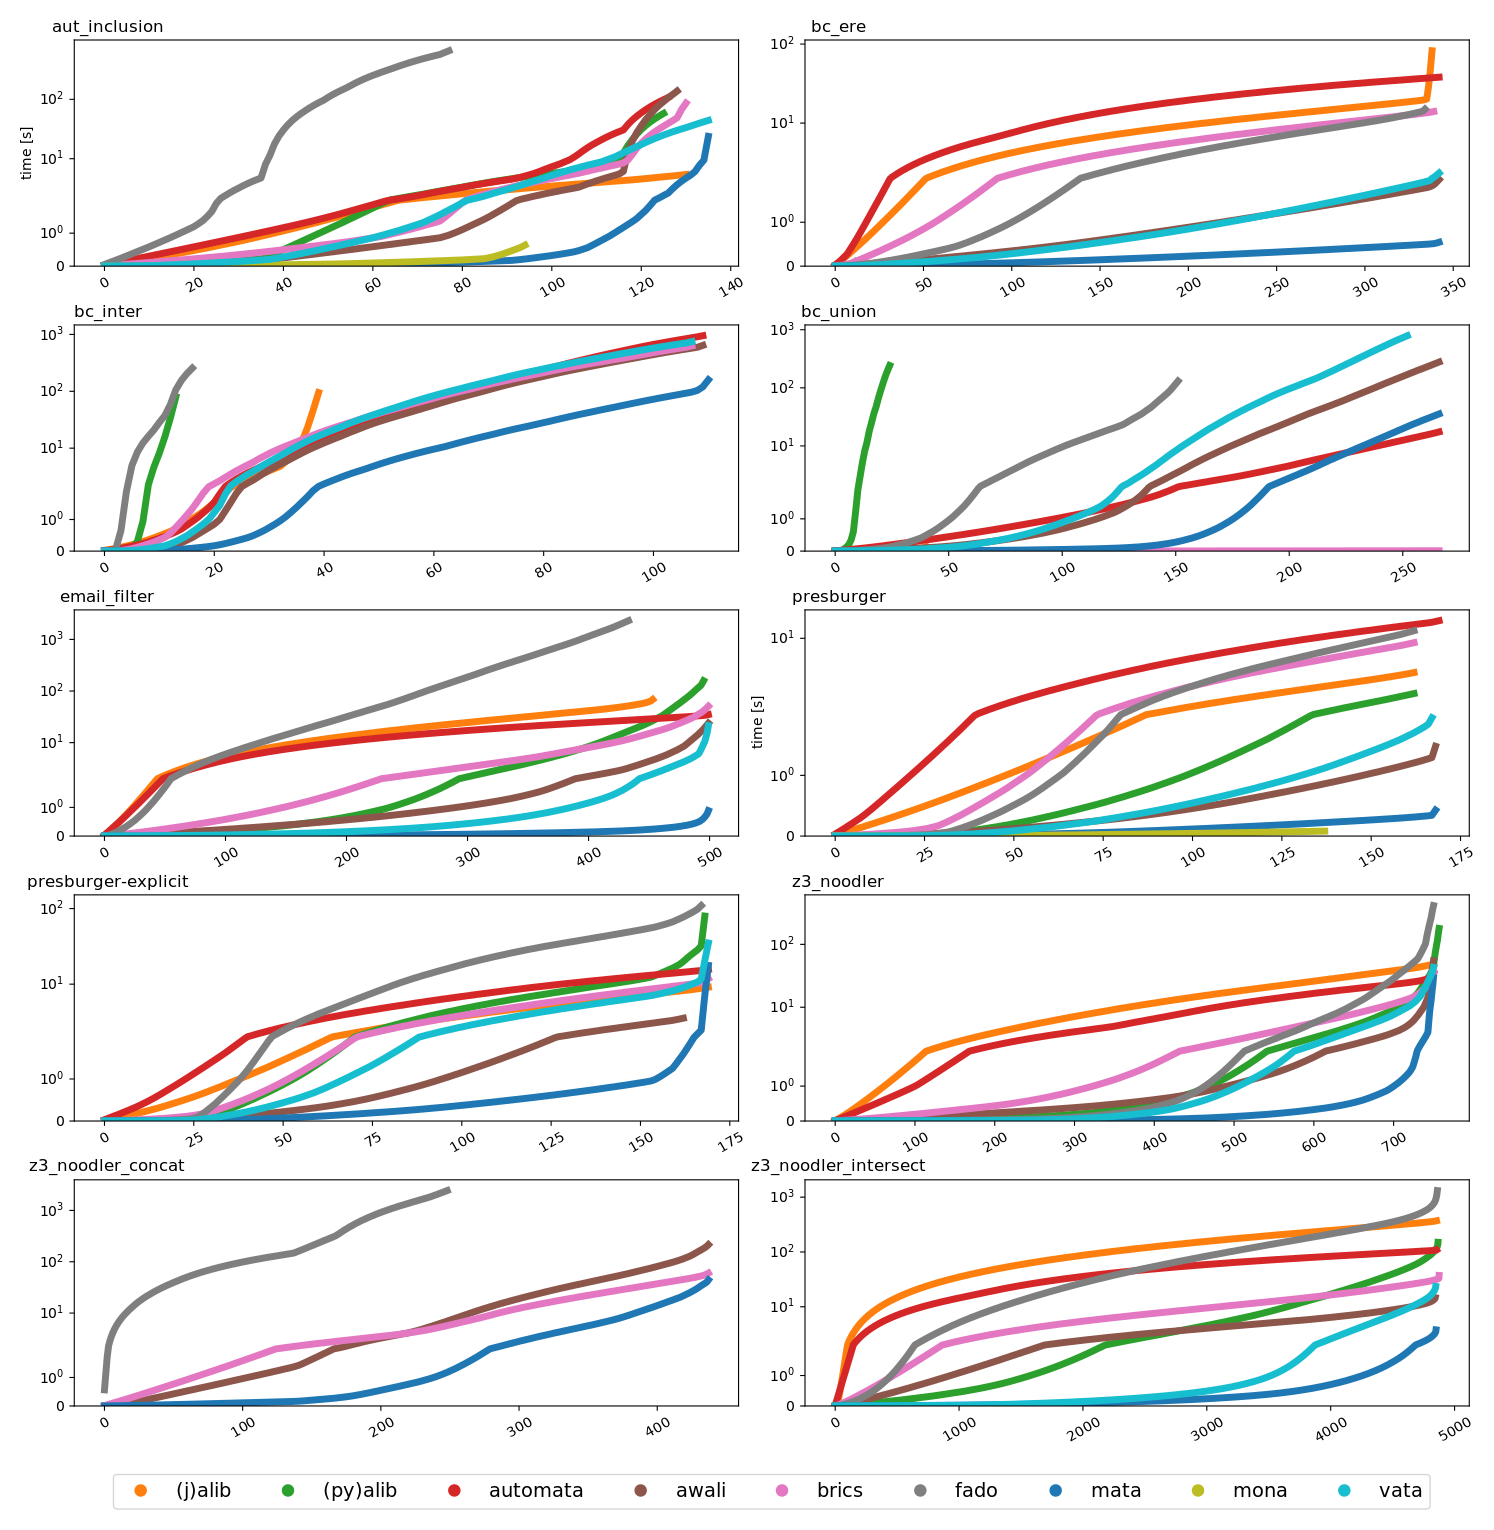 aut_inclusion
bc_ere
time [s]
10²
10¹
10⁰
0
0 20 40 60 80 100 120 140
10²
10¹
10⁰
0
0 50 100 150 200 250 300 350
bc_inter
bc_union
10³
10²
10¹
10⁰
0
0 20 40 60 80 100
10³
10²
10¹
10⁰
0
0 50 100 150 200 250
email_filter
presburger
10³
10²
10¹
10⁰
0
0 100 200 300 400 500
time [s]
10¹
10⁰
0
0 25 50 75 100 125 150 175
presburger-explicit
z3_noodler
10²
10¹
10⁰
0
0 25 50 75 100 125 150 175
10²
10¹
10⁰
0
0 100 200 300 400 500 600 700
z3_noodler_concat
z3_noodler_intersect
10³
10²
10¹
10⁰
0
0 100 200 300 400
10³
10²
10¹
10⁰
0
0 1000 2000 3000 4000 5000
(j)alib (py)alib automata awali brics fado mata mona vata